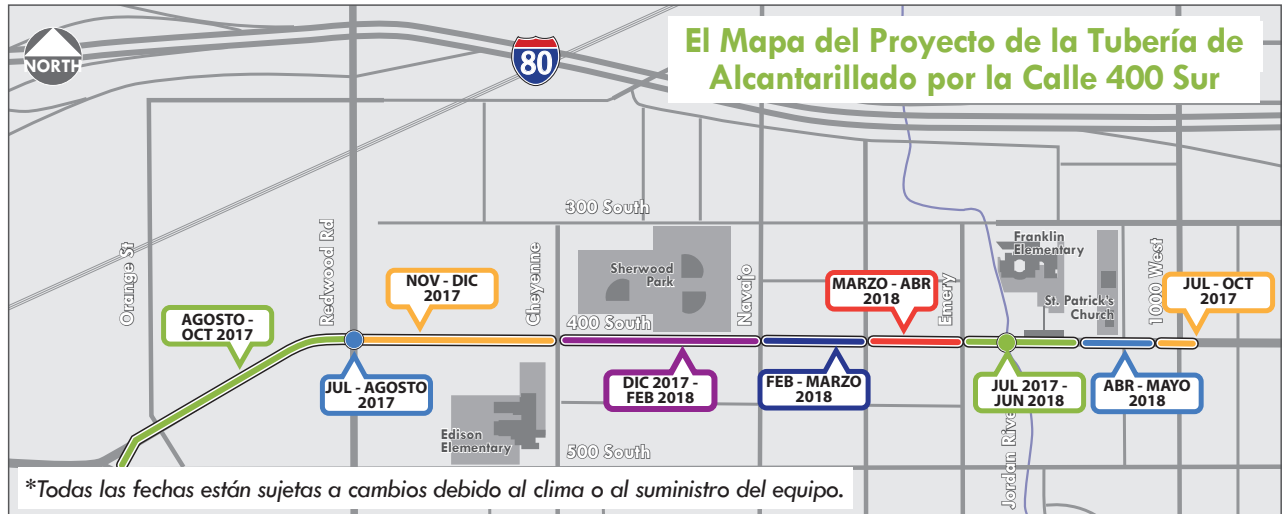 El Mapa del Proyecto de la Tubería de
Alcantarillado por la Calle 400 Sur
NORTH
80
300 South
Orange St
Redwood Rd
Cheyenne
Sherwood
Park
Navajo
Emery
Franklin
Elementary
St. Patrick's
Church
1000 West
400 South
AGOSTO -
OCT 2017
NOV - DIC
2017
MARZO - ABR
2018
JUL - OCT
2017
JUL - AGOSTO
2017
DIC 2017 -
FEB 2018
FEB - MARZO
2018
JUL 2017 -
JUN 2018
ABR - MAYO
2018
Edison
Elementary
500 South
*Todas las fechas están sujetas a cambios debido al clima o al suministro del equipo.